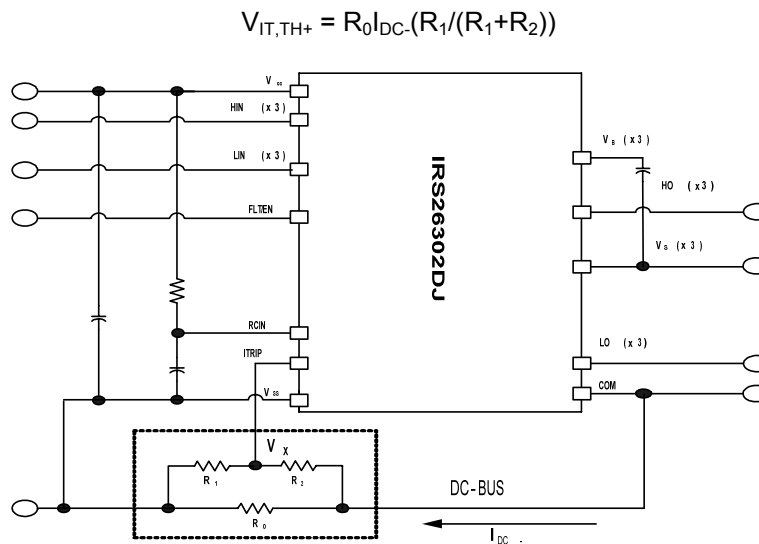 VIT,TH+ = R0IDC-(R1/(R1+R2))
Vcc
HIN (x3)
LIN (x3)
FLT/EN
RCIN
ITRIP
VSS
IRS26302DJ
VB (x3)
HO (x3)
VS (x3)
LO (x3)
COM
VX
R1
R2
R0
DC-BUS
IDC-